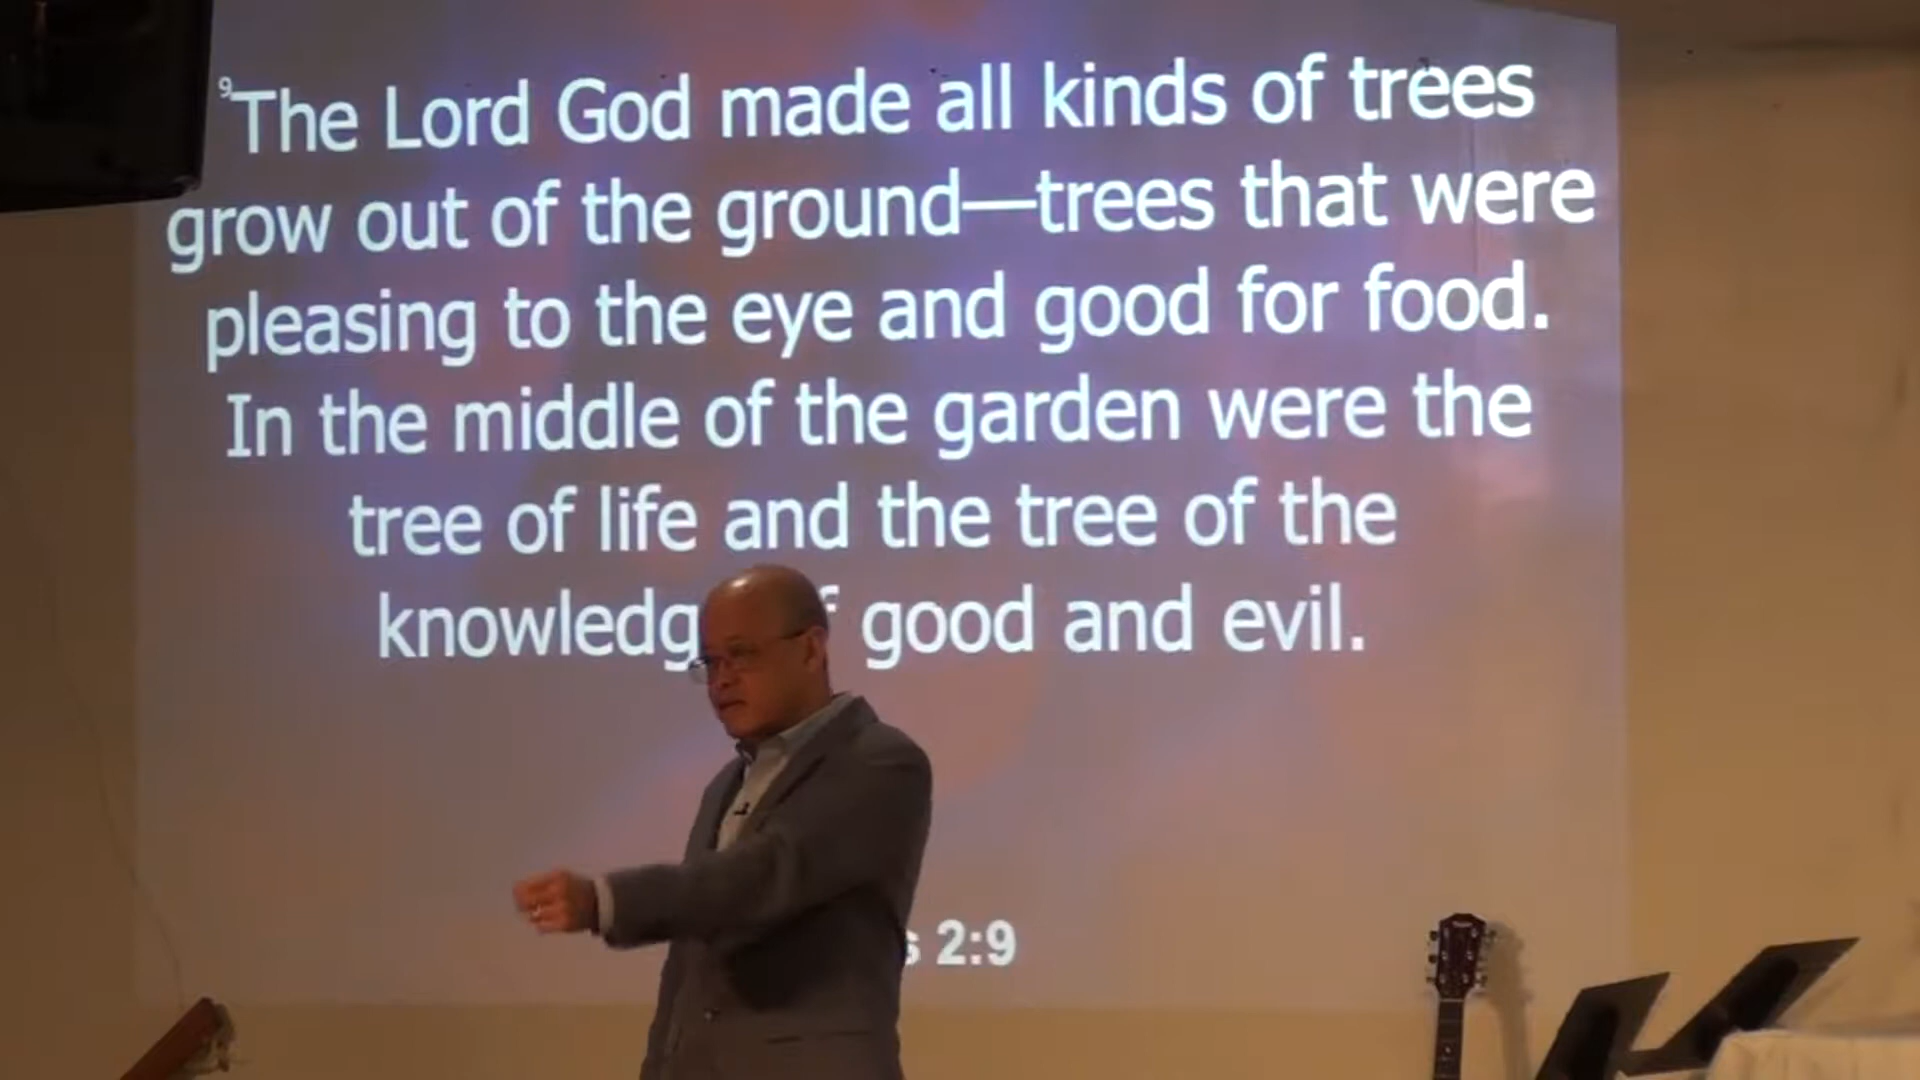 ⁹The Lord God made all kinds of trees
grow out of the ground—trees that were
pleasing to the eye and good for food.
In the middle of the garden were the
tree of life and the tree of the
knowledg f good and evil.
s 2:9